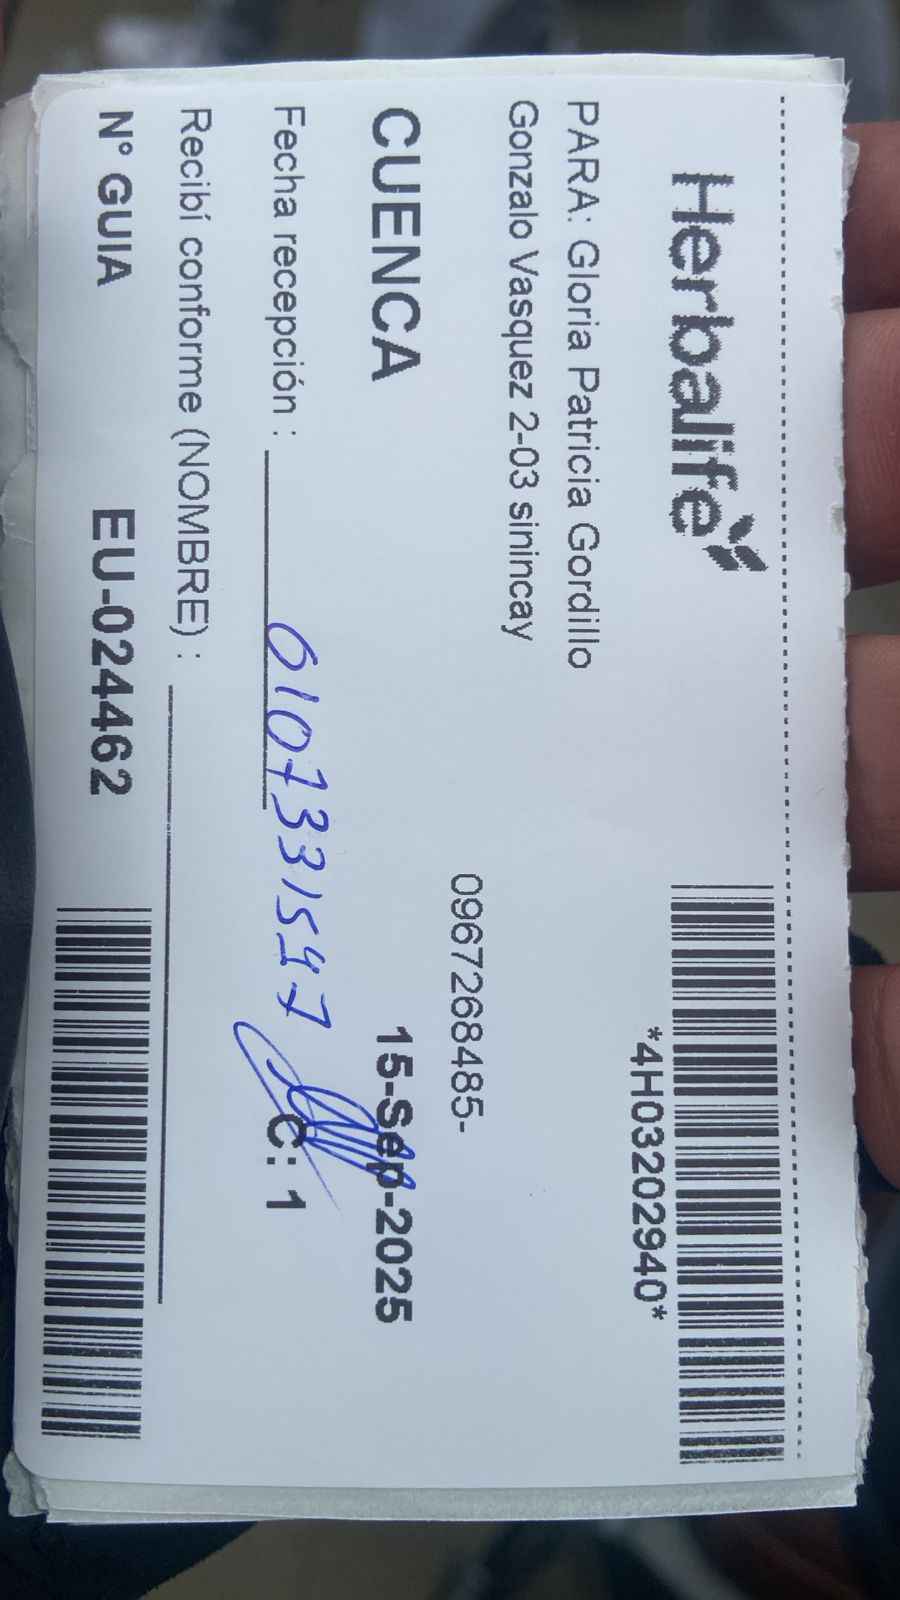 Herbalife
*4H03202940*
PARA: Gloria Patricia Gordillo
Gonzalo Vasquez 2-03 sinincay
0967268485-
CUENCA
15-Sep-2025
Fecha recepción :
0107331547
C: 1
Recibí conforme (NOMBRE) :
Nº GUIA
EU-024462